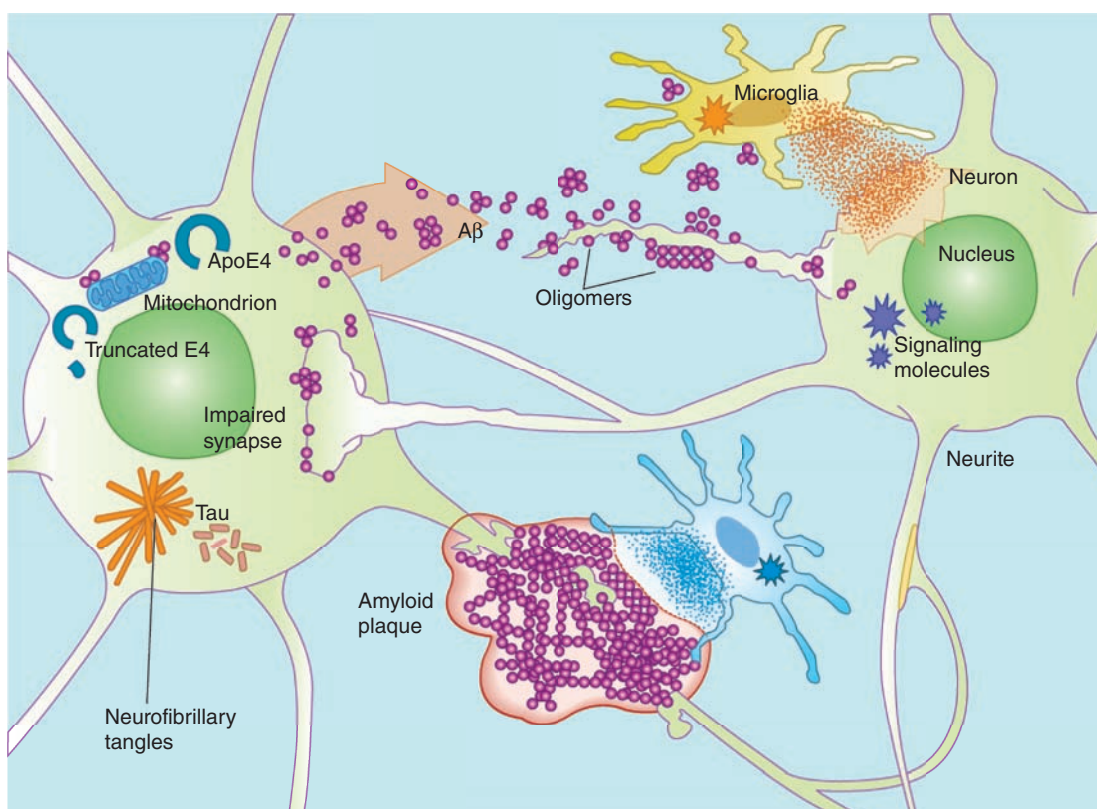 Microglia
Neuron
Aβ
ApoE4
Nucleus
Mitochondrion
Oligomers
Truncated E4
Signaling
molecules
Impaired
synapse
Neurite
Tau
Amyloid
plaque
Neurofibrillary
tangles